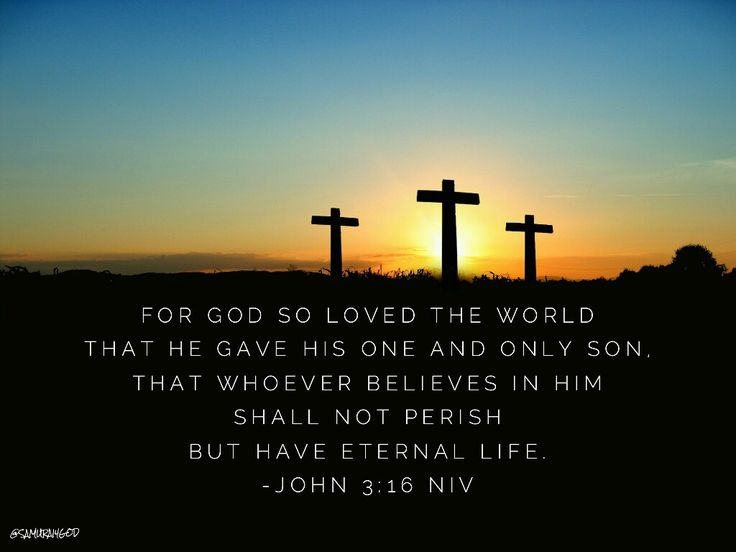 FOR GOD SO LOVED THE WORLD
THAT HE GAVE HIS ONE AND ONLY SON,
THAT WHOEVER BELIEVES IN HIM
SHALL NOT PERISH
BUT HAVE ETERNAL LIFE.
-JOHN 3:16 NIV
@SAMURAI4GOD